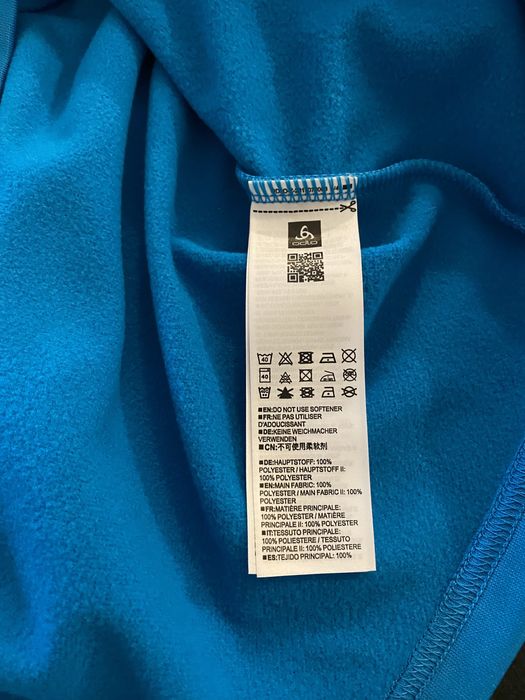 odlo
40
40
■EN:DO NOT USE SOFTENER
■FR:NE PAS UTILISER
D'ADOUCISSANT
■DE:KEINE WEICHMACHER
VERWENDEN
■CN:不可使用柔软剂
■DE:HAUPTSTOFF: 100%
POLYESTER / HAUPTSTOFF II:
100% POLYESTER
■EN:MAIN FABRIC: 100%
POLYESTER / MAIN FABRIC II: 100%
POLYESTER
■FR:MATIÈRE PRINCIPALE:
100% POLYESTER / MATIÈRE
PRINCIPALE II: 100% POLYESTER
■IT:TESSUTO PRINCIPALE:
100% POLIESTERE / TESSUTO
PRINCIPALE II: 100% POLIESTERE
■ES:TEJIDO PRINCIPAL: 100%